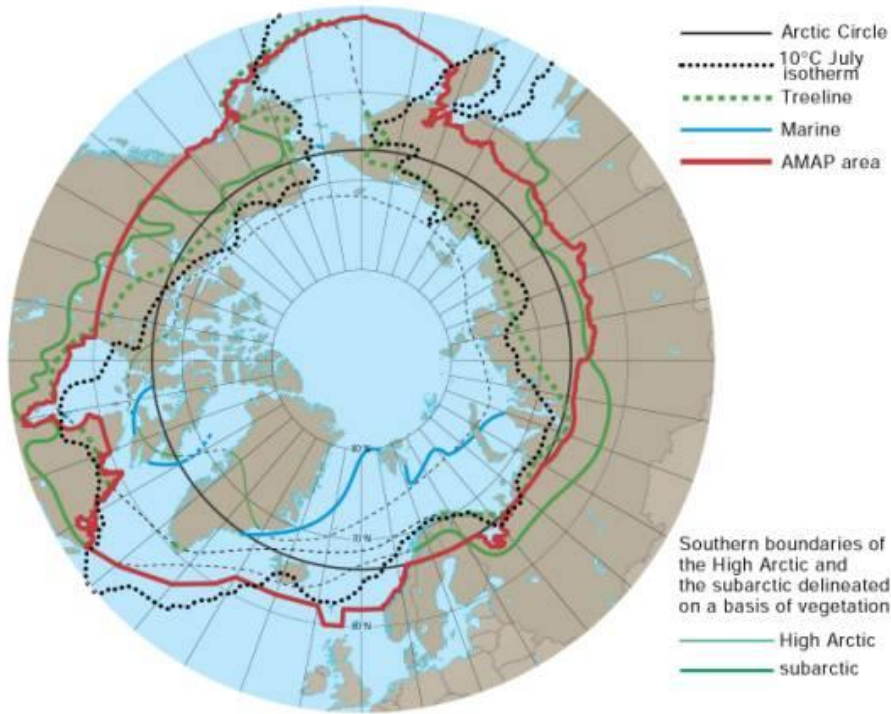 Arctic Circle
10°C July
isotherm
Treeline
Marine
AMAP area
80 N
70 N
60 N
Southern boundaries of
the High Arctic and
the subarctic delineated
on a basis of vegetation
High Arctic
subarctic